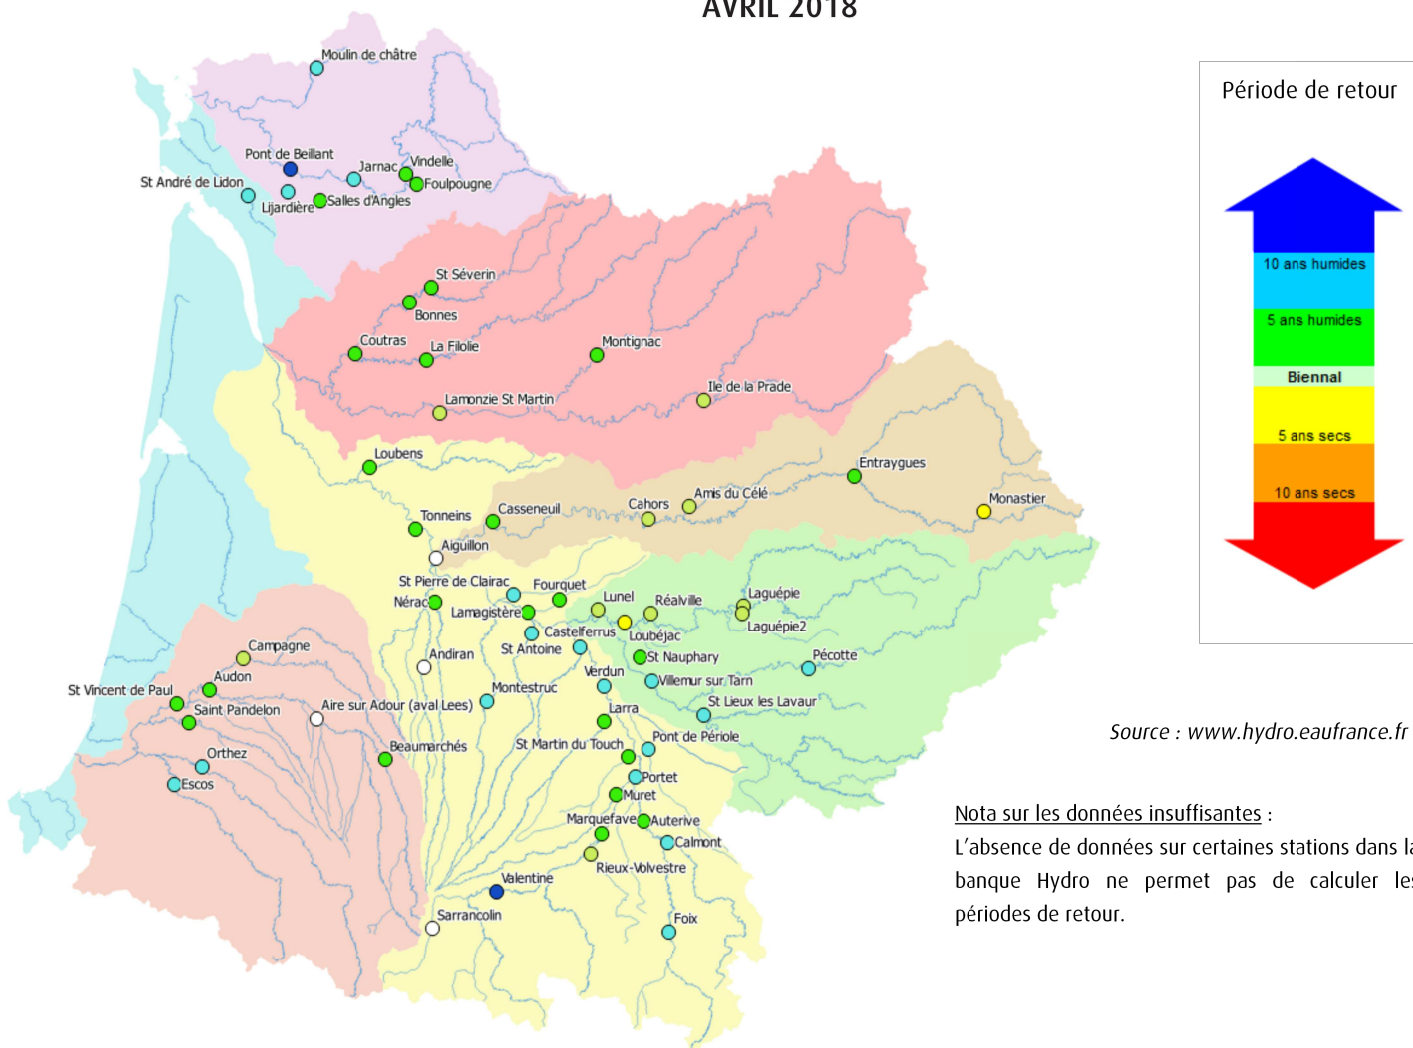 AVRIL 2018
Moulin de châtre
Pont de Beillant
Jarnac
Vindelle
St André de Lidon
Foulpougne
Lijardière
Salles d'Angles
St Séverin
Bonnes
Coutras
La Filolie
Montignac
Ile de la Prade
Lamonzie St Martin
Loubens
Entraygues
Amis du Célé
Monastier
Cahors
Casseneuil
Tonneins
Aiguillon
St Pierre de Clairac
Fourquet
Lunel
Réalville
Laguépie
Nérac
Lamagistère
Laguépie2
Castelferrus
Loubéjac
St Antoine
Campagne
Andiran
St Nauphary
Pécotte
Verdun
Villemur sur Tarn
Audon
St Vincent de Paul
Montestruc
St Lieux les Lavaur
Saint Pandelon
Aire sur Adour (aval Lees)
Larra
Pont de Périole
Beaumarchés
St Martin du Touch
Orthez
Portet
Escos
Muret
Marquefave
Auterive
Calmont
Rieux-Volvestre
Valentine
Sarrancolin
Foix
Période de retour
10 ans humides
5 ans humides
Biennal
5 ans secs
10 ans secs
Source : www.hydro.eaufrance.fr
Nota sur les données insuffisantes :
L'absence de données sur certaines stations dans la
banque Hydro ne permet pas de calculer les
périodes de retour.